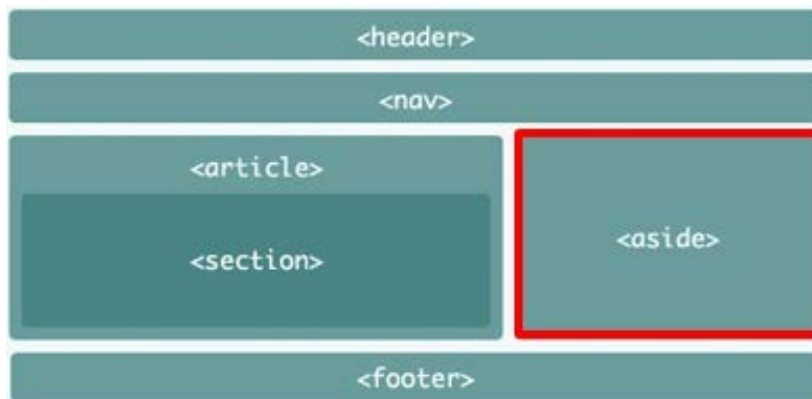 <header>
<nav>
<article>
<section>
<aside>
<footer>